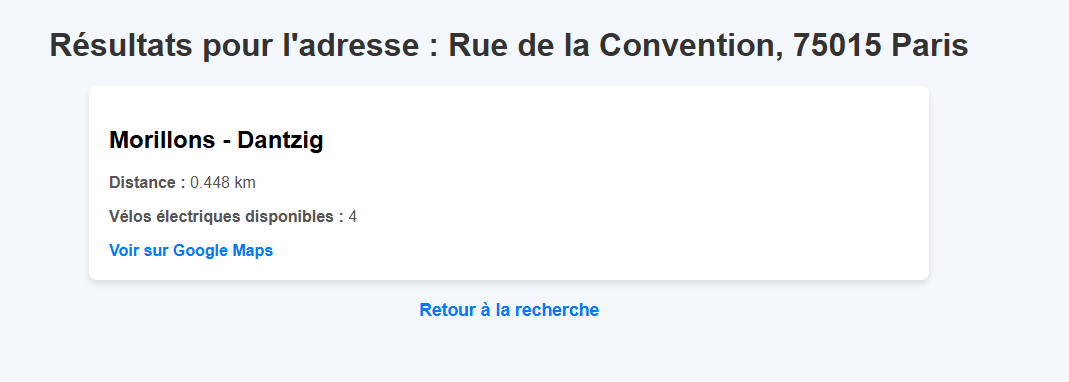 Résultats pour l'adresse : Rue de la Convention, 75015 Paris
Morillons - Dantzig
Distance : 0.448 km
Vélos électriques disponibles : 4
Voir sur Google Maps
Retour à la recherche